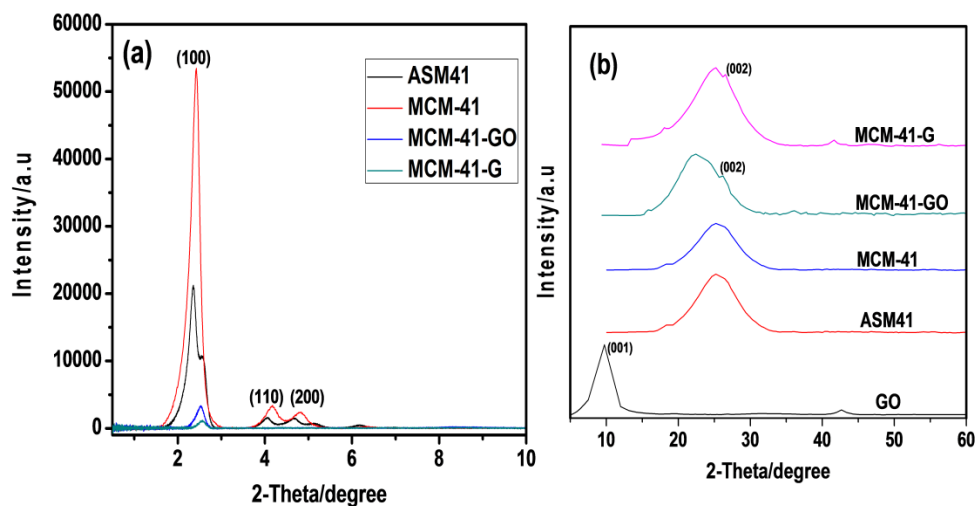 (a)
(100)
ASM41
MCM-41
MCM-41-GO
MCM-41-G
(110) (200)
60000
50000
40000
30000
20000
10000
0
2 4 6 8 10
2-Theta/degree
Intensity/a.u
(b)
(002)
MCM-41-G
(002)
MCM-41-GO
MCM-41
ASM41
(001)
GO
10 20 30 40 50 60
2-Theta/degree
Intensity/a.u